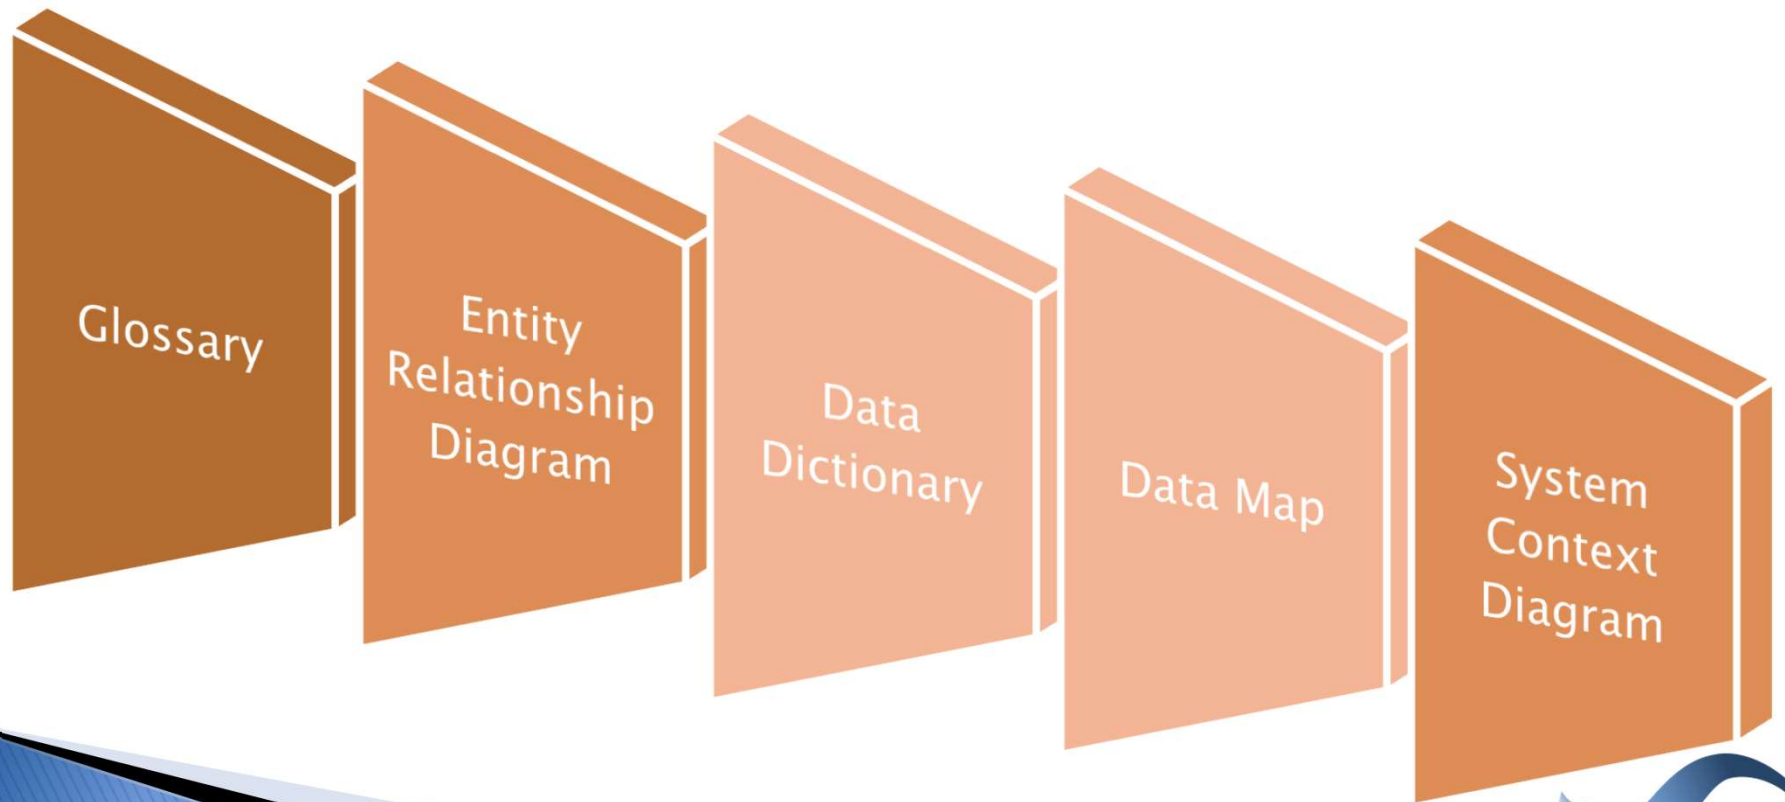 Glossary
Entity
Relationship
Diagram
Data
Dictionary
Data Map
System
Context
Diagram